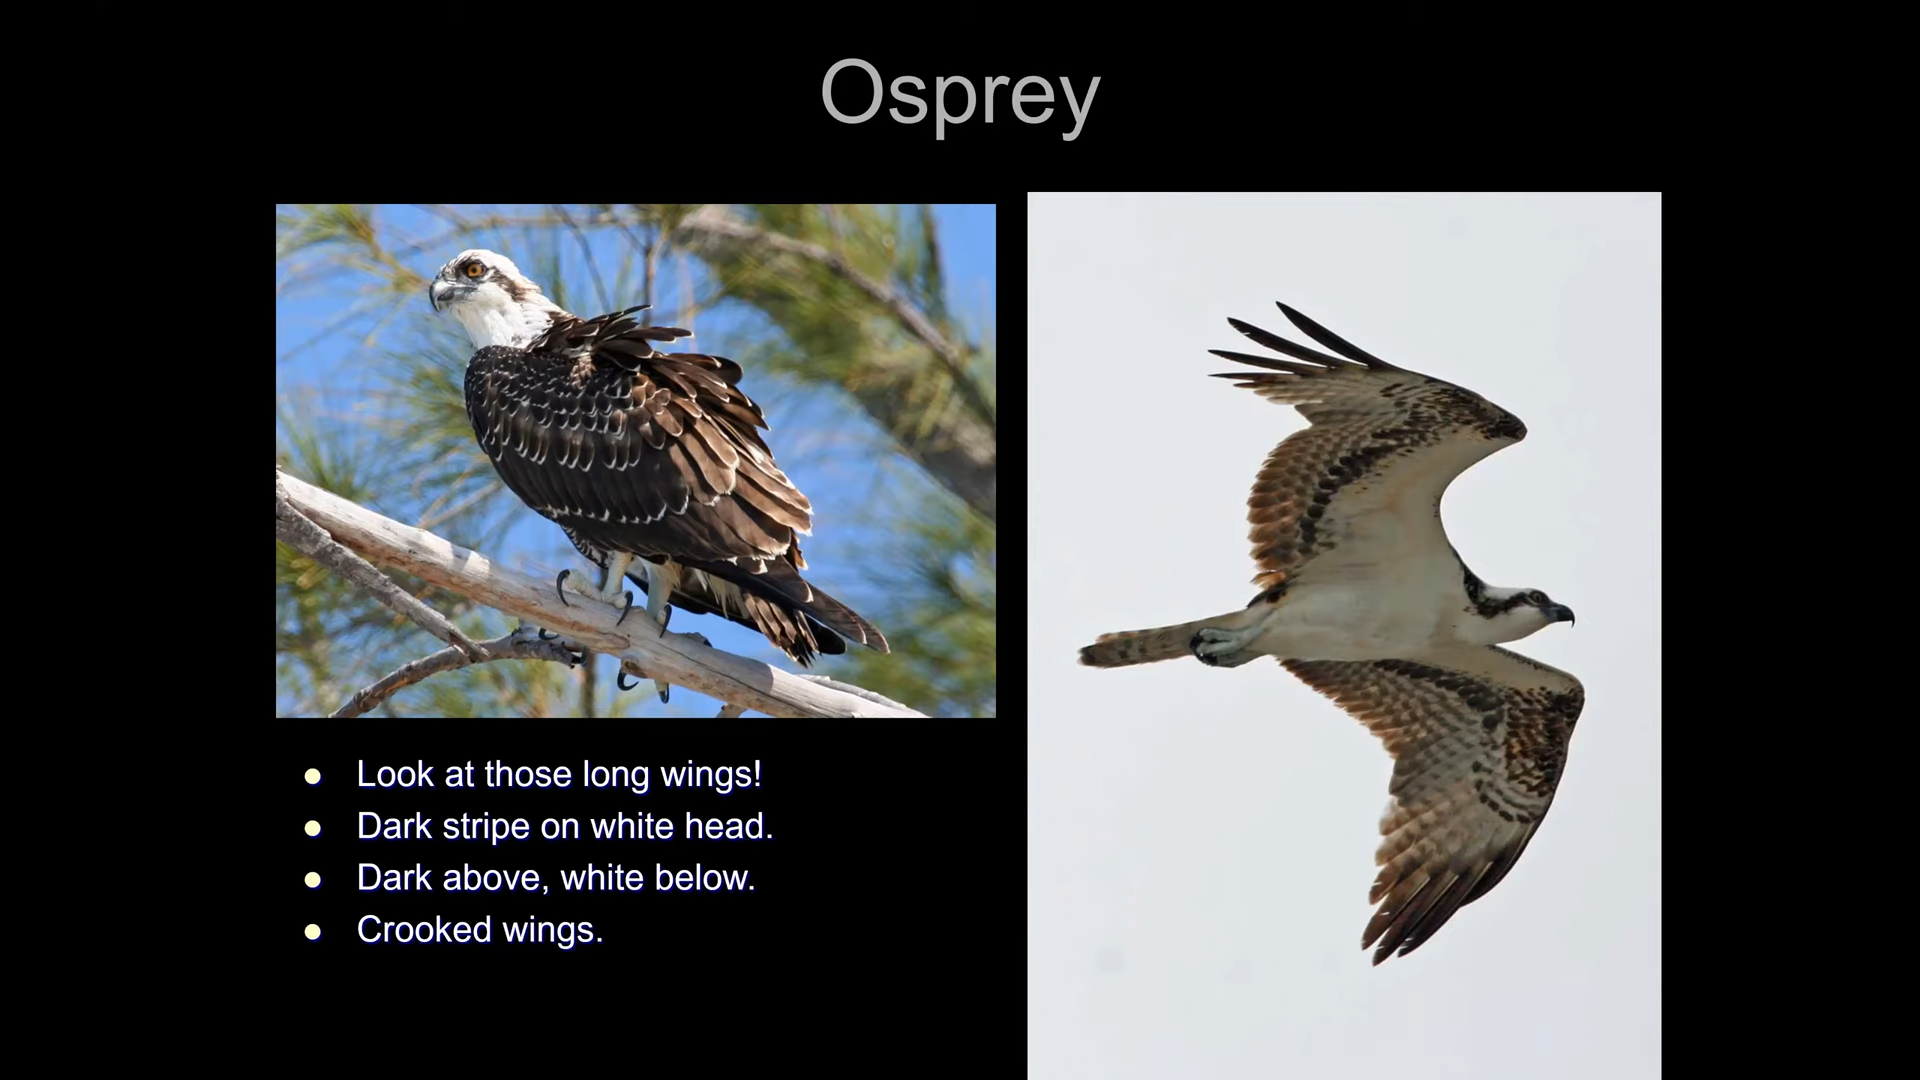 Osprey
Look at those long wings!
Dark stripe on white head.
Dark above, white below.
Crooked wings.